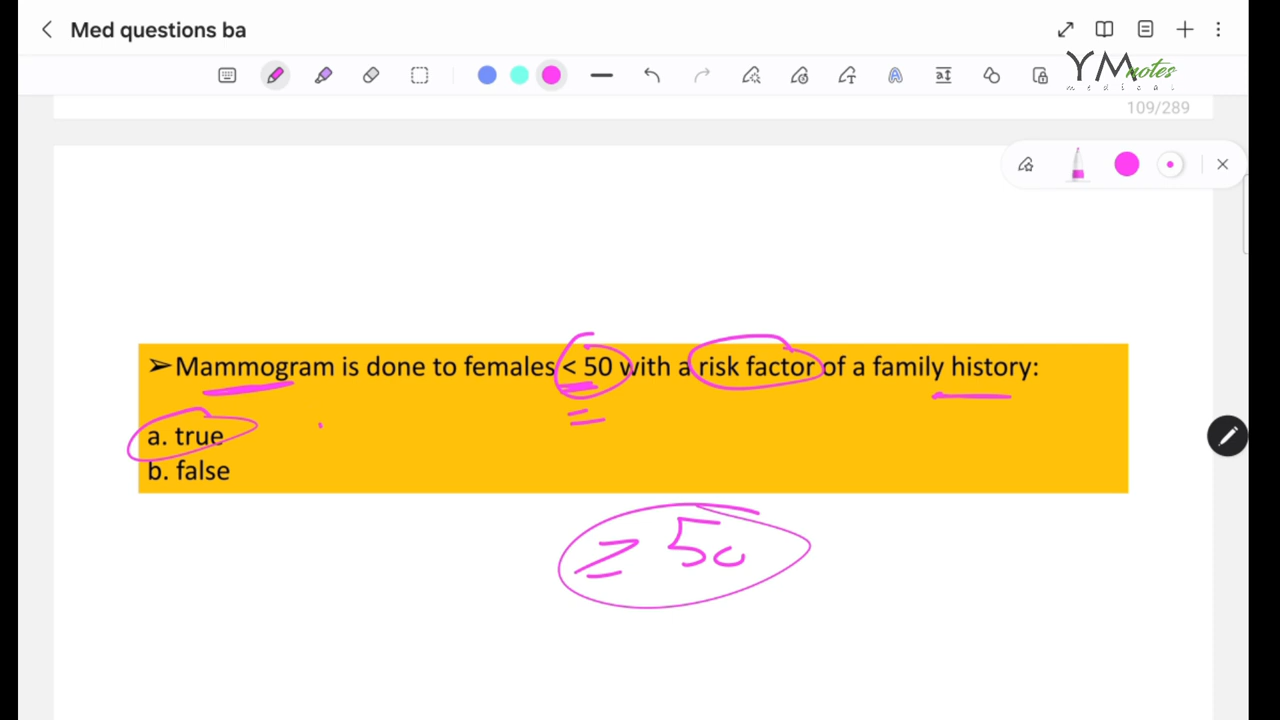 Med questions ba
YM notes
medical
109/289
➢Mammogram is done to females < 50 with a risk factor of a family history:
a. true
b. false
≥ 50